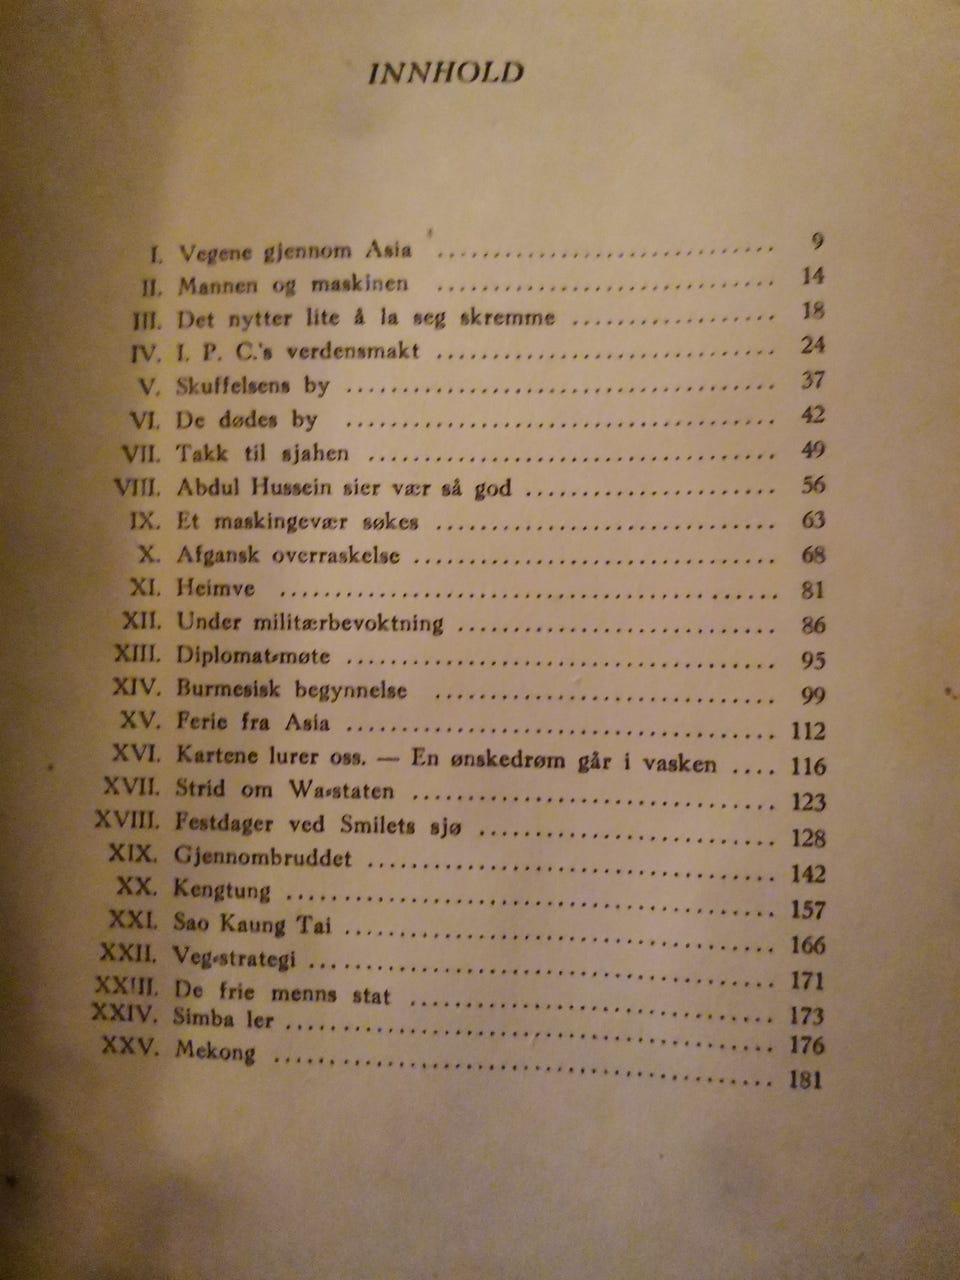 INNHOLD
I. Vegene gjennom Asia ........ 9
II. Mannen og maskinen ........ 14
III. Det nytter lite å la seg skremme ........ 18
IV. I. P. C.'s verdensmakt ........ 24
V. Skuffelsens by ........ 37
VI. De dødes by ........ 42
VII. Takk til sjahen ........ 49
VIII. Abdul Hussein sier vær så god ........ 56
IX. Et maskingevær søkes ........ 63
X. Afgansk overraskelse ........ 68
XI. Heimve ........ 81
XII. Under militærbevoktning ........ 86
XIII. Diplomat-møte ........ 95
XIV. Burmesisk begynnelse ........ 99
XV. Ferie fra Asia ........ 112
XVI. Kartene lurer oss. — En ønskedrøm går i vasken .... 116
XVII. Strid om Wa-staten ........ 123
XVIII. Festdager ved Smilets sjø ........ 128
XIX. Gjennombruddet ........ 142
XX. Kengtung ........ 157
XXI. Sao Kaung Tai ........ 166
XXII. Veg-strategi ........ 171
XXIII. De frie menns stat ........ 173
XXIV. Simba ler ........ 176
XXV. Mekong ........ 181